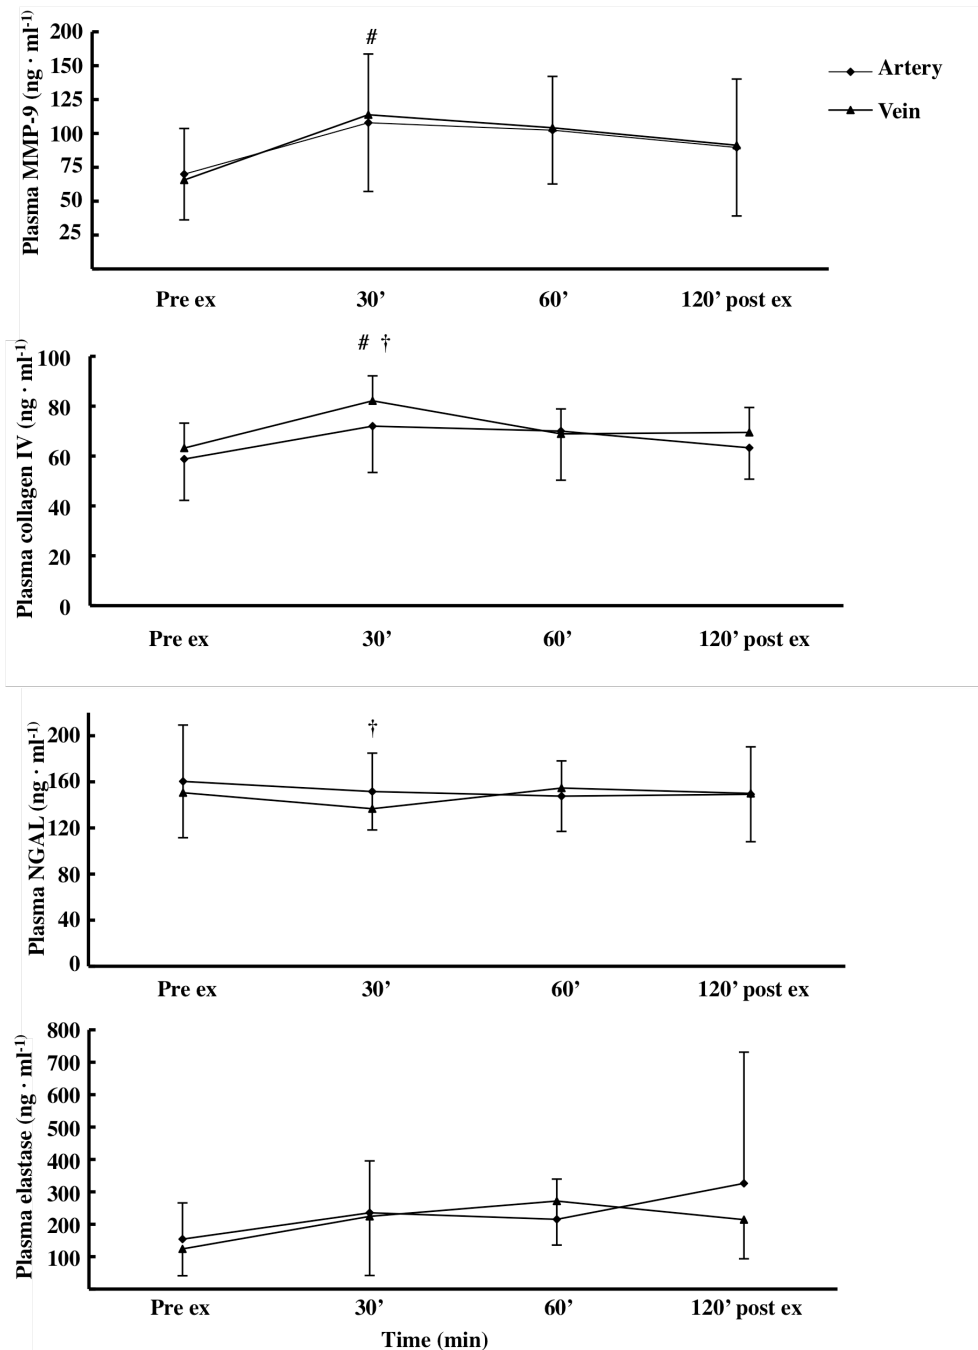 Plasma MMP-9 (ng · ml-1)
200
150
125
100
75
50
25
#
Artery
Vein
Pre ex
30’
60’
120’ post ex
Plasma collagen IV (ng · ml-1)
100
80
60
40
20
0
# †
Pre ex
30’
60’
120’ post ex
Plasma NGAL (ng · ml-1)
200
160
120
80
40
0
†
Pre ex
30’
60’
120’ post ex
Plasma elastase (ng · ml-1)
800
700
600
500
400
300
200
100
Pre ex
30’
60’
120’ post ex
Time (min)